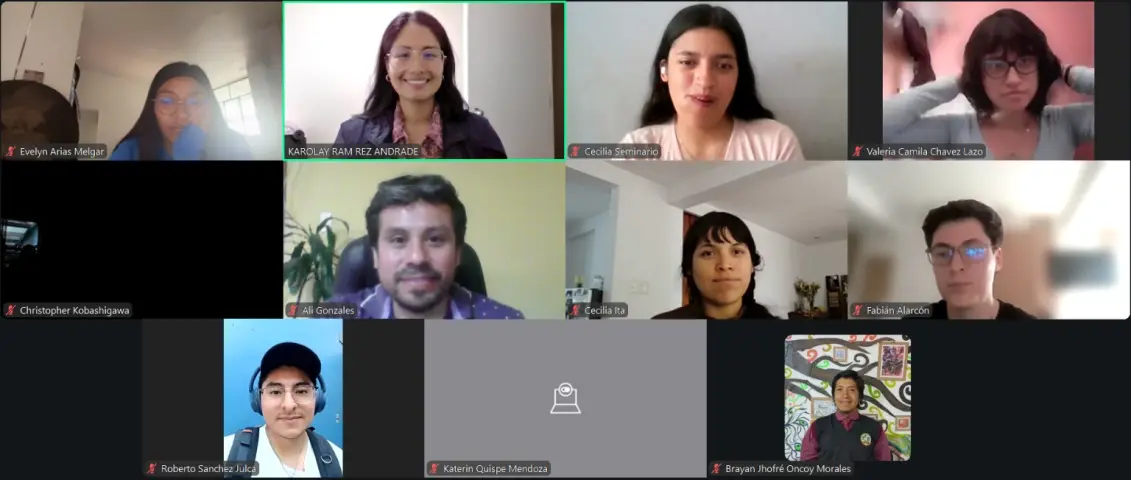 Evelyn Arias Melgar
KAROLAY RAM REZ ANDRADE
Cecilia Seminario
Valeria Camila Chavez Lazo
Christopher Kobashigawa
Ali Gonzales
Cecilia Ita
Fabián Alarcón
Roberto Sanchez Julca
Katerin Quispe Mendoza
Brayan Jhofré Oncoy Morales